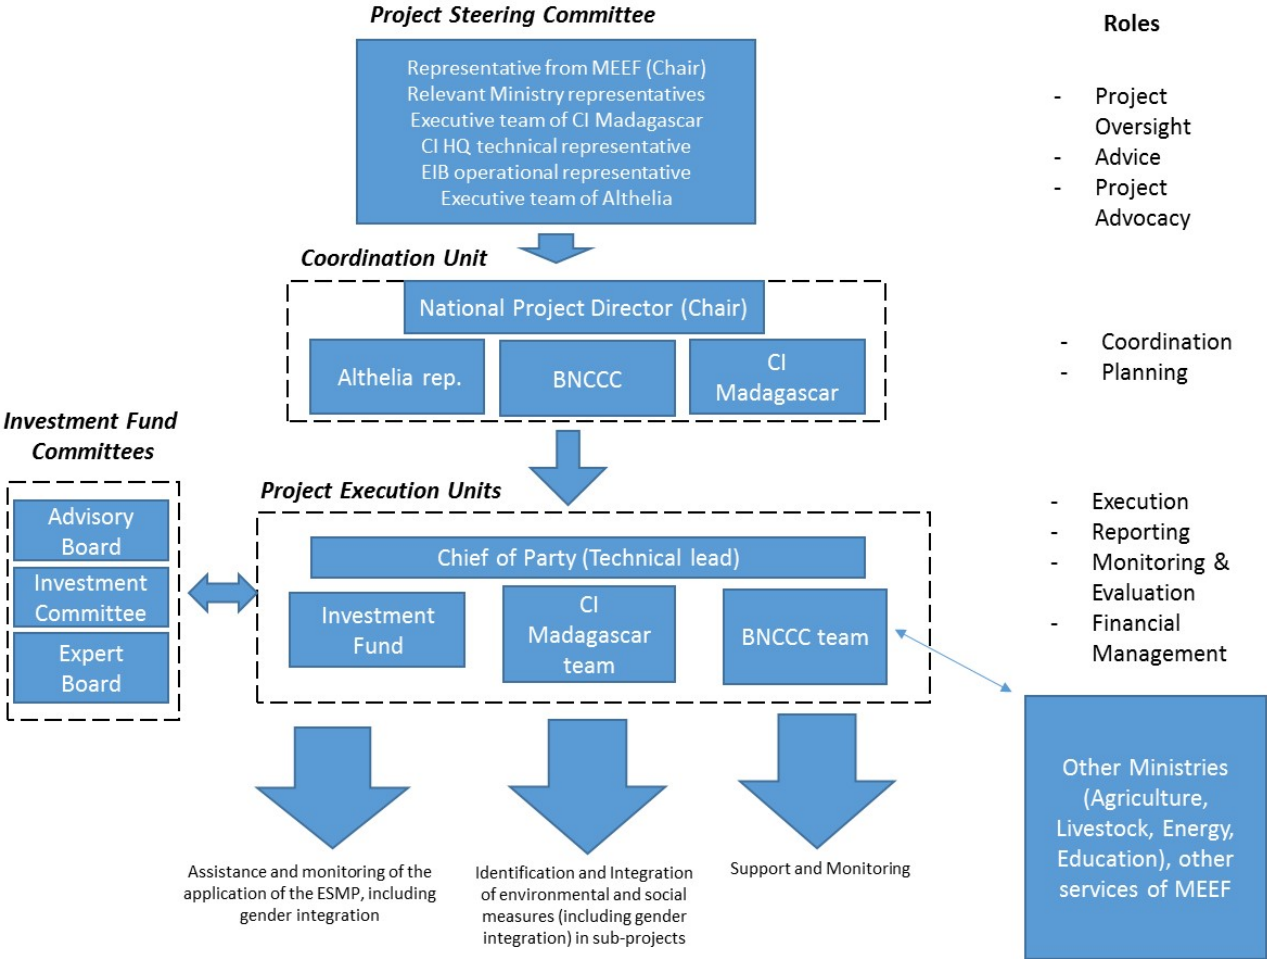 Project Steering Committee
Representative from MEEF (Chair)
Relevant Ministry representatives
Executive team of CI Madagascar
CI HQ technical representative
EIB operational representative
Executive team of Althelia
Roles
- Project
Oversight
- Advice
- Project
Advocacy
Coordination Unit
National Project Director (Chair)
Althelia rep.
BNCCC
CI
Madagascar
- Coordination
- Planning
Investment Fund
Committees
Advisory
Board
Investment
Committee
Expert
Board
Project Execution Units
Chief of Party (Technical lead)
Investment
Fund
CI
Madagascar
team
BNCCC team
- Execution
- Reporting
- Monitoring &
Evaluation
- Financial
Management
Other Ministries
(Agriculture,
Livestock, Energy,
Education), other
services of MEEF
Assistance and monitoring of the
application of the ESMP, including
gender integration
Identification and Integration
of environmental and social
measures (including gender
integration) in sub-projects
Support and Monitoring